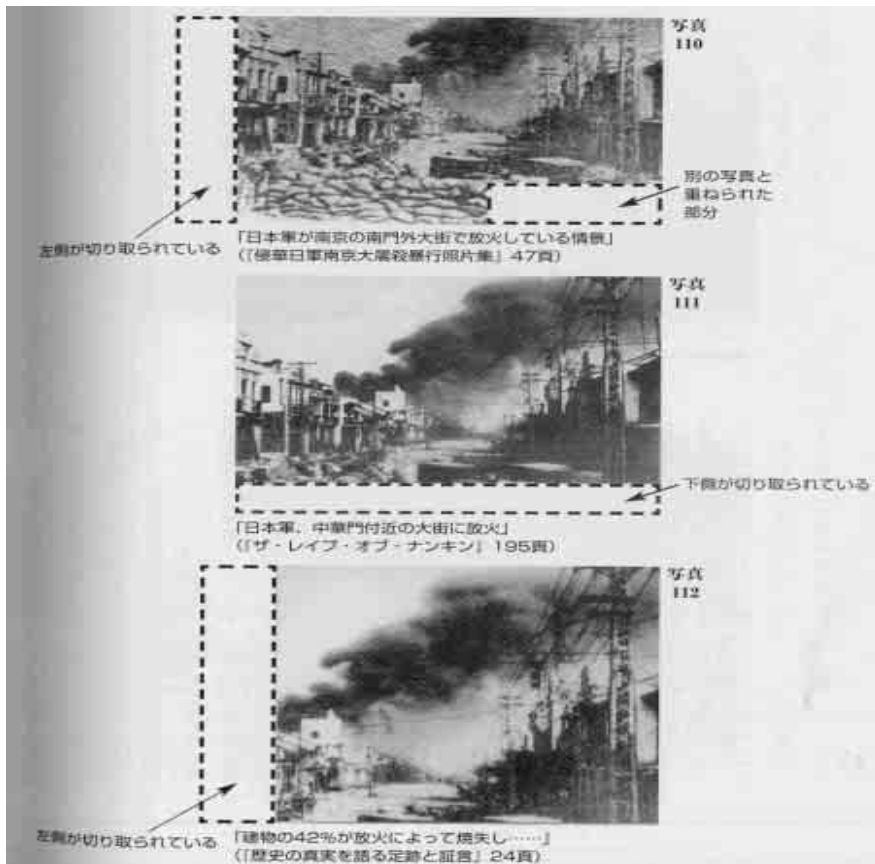 写真
110
別の写真と
重ねられた
部分
左側が切り取られている
「日本軍が南京の南門外大街で放火している情景」
(『侵華日軍南京大屠殺暴行照片集』47頁)
写真
111
下側が切り取られている
「日本軍、中華門付近の大街に放火」
(『ザ・レイプ・オブ・ナンキン』195頁)
写真
112
左側が切り取られている
「建物の42%が放火によって焼失し……」
(『歴史の真実を語る足跡と証言』24頁)